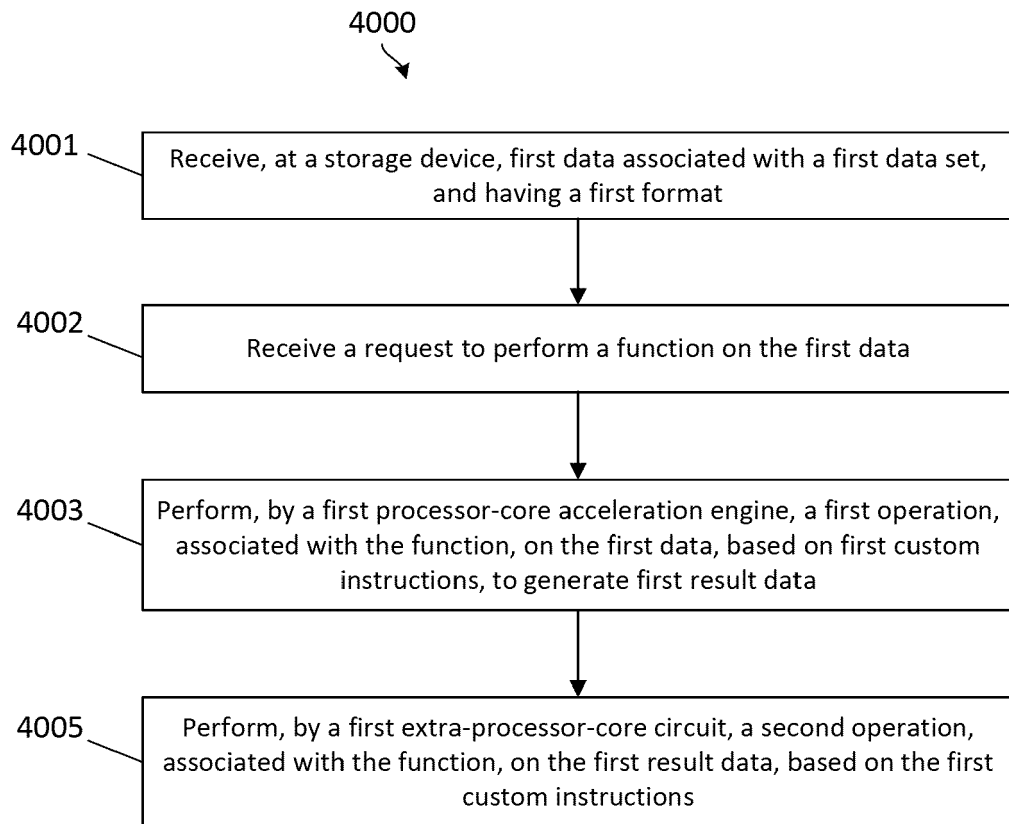 4000
4001
Receive, at a storage device, first data associated with a first data set,
and having a first format
4002
Receive a request to perform a function on the first data
4003
Perform, by a first processor-core acceleration engine, a first operation,
associated with the function, on the first data, based on first custom
instructions, to generate first result data
4005
Perform, by a first extra-processor-core circuit, a second operation,
associated with the function, on the first result data, based on the first
custom instructions